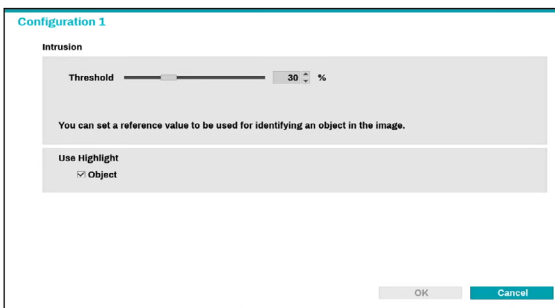 Configuration 1
Intrusion
Threshold 30 %
You can set a reference value to be used for identifying an object in the image.
Use Highlight
Object
OK Cancel